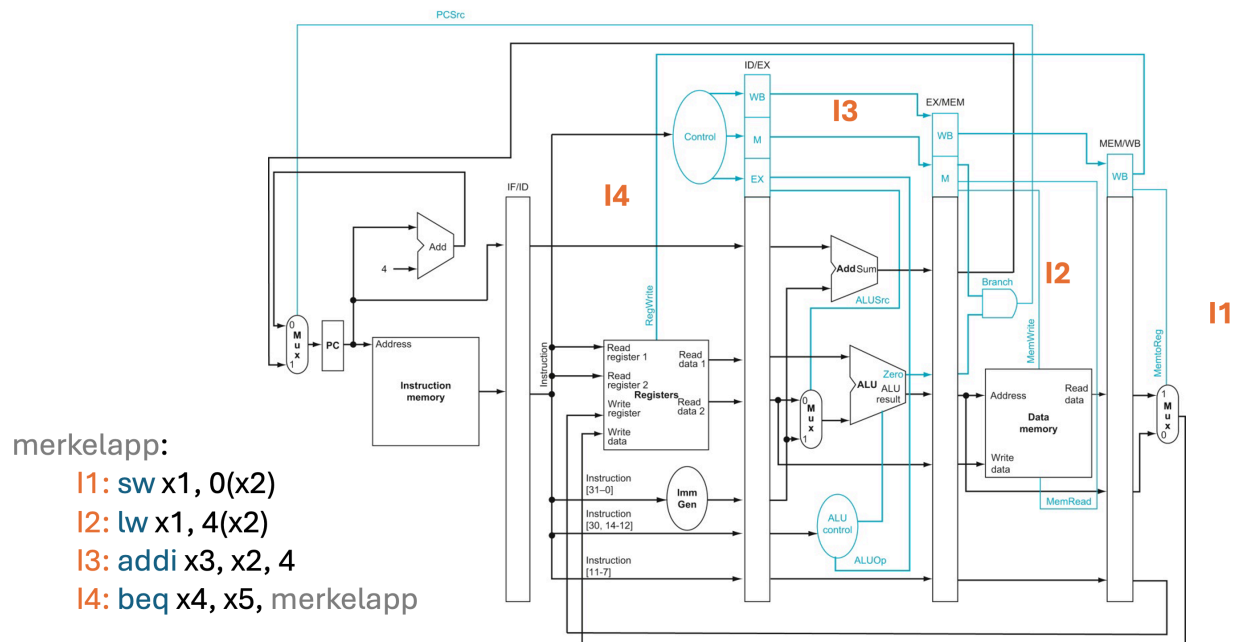 PCSrc
ID/EX
WB
I3
EX/MEM
Control
M
WB
MEM/WB
EX
M
WB
IF/ID
I4
Add
4
Add Sum
I2
Branch
ALUSrc
I1
RegWrite
MemWrite
MemtoReg
0
M
u
x
1
PC
Address
Instruction
memory
Instruction
Read
register 1
Read
register 2
Write
register
Write
data
Registers
Read
data 1
Read
data 2
0
M
u
x
1
Zero
ALU
ALU
result
Address
Read
data
Data
memory
Write
data
1
M
u
x
0
MemRead
Instruction
[31–0]
Imm
Gen
Instruction
[30, 14-12]
ALU
control
ALUOp
Instruction
[11-7]
merkelapp:
I1: sw x1, 0(x2)
I2: lw x1, 4(x2)
I3: addi x3, x2, 4
I4: beq x4, x5, merkelapp